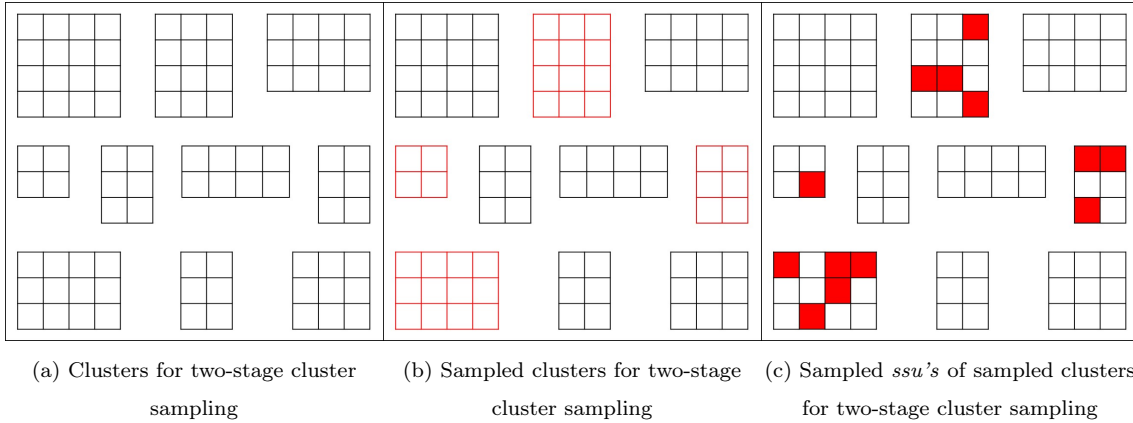 (a) Clusters for two-stage cluster
sampling
(b) Sampled clusters for two-stage
cluster sampling
(c) Sampled ssu's of sampled clusters
for two-stage cluster sampling